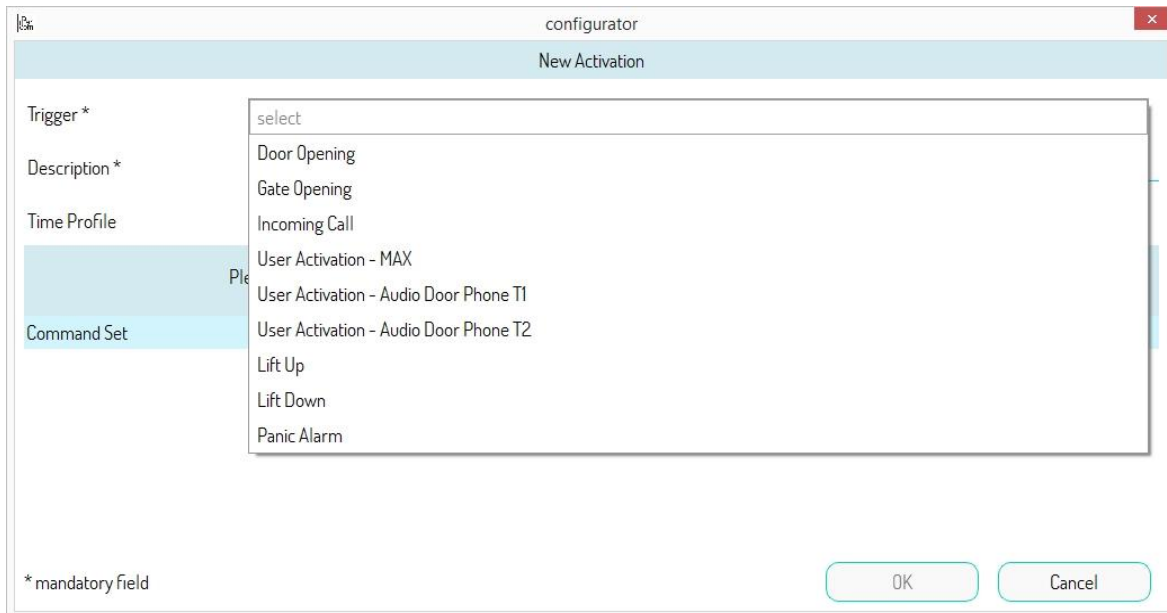 configurator
New Activation
Trigger *
select
Door Opening
Description *
Gate Opening
Time Profile
Incoming Call
User Activation - MAX
User Activation - Audio Door Phone T1
Command Set
User Activation - Audio Door Phone T2
Lift Up
Lift Down
Panic Alarm
* mandatory field
OK
Cancel